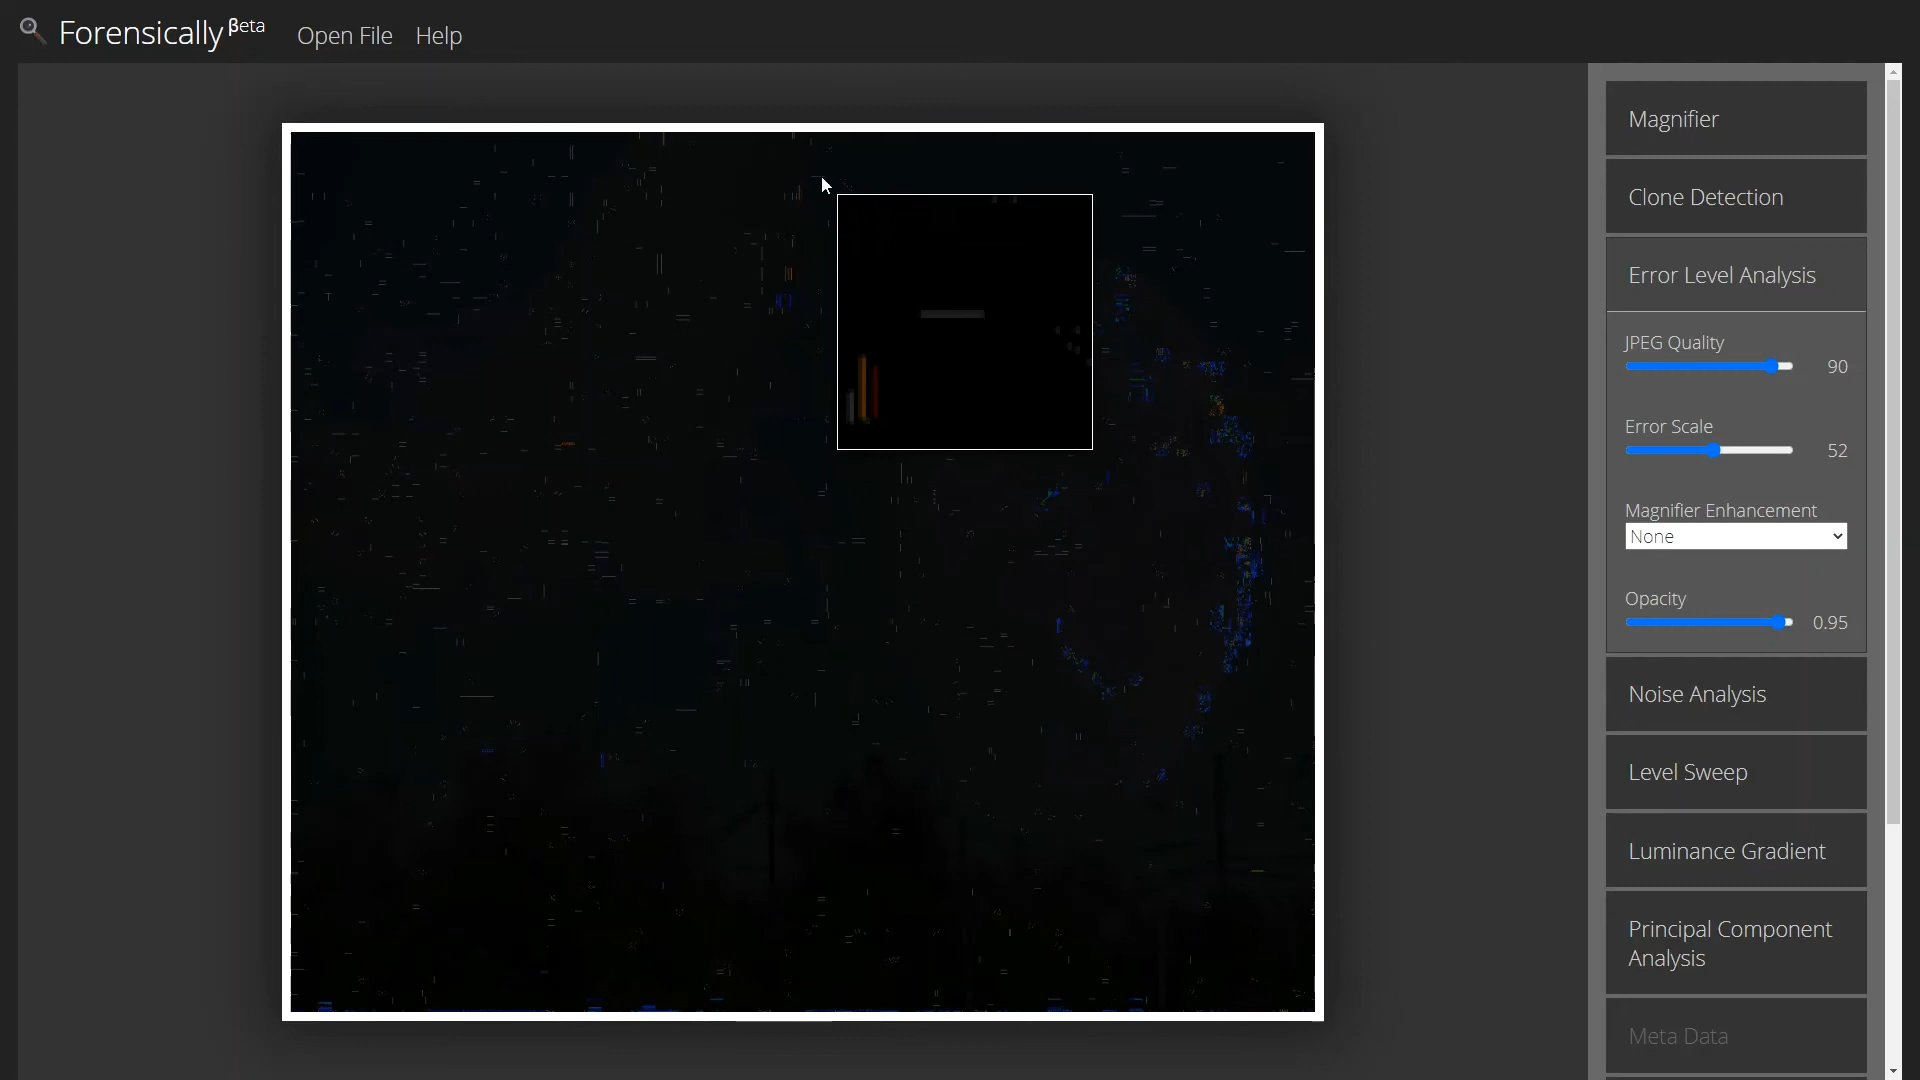 Forensically βeta Open File Help
Magnifier
Clone Detection
Error Level Analysis
JPEG Quality
90
Error Scale
52
Magnifier Enhancement
None
Opacity
0.95
Noise Analysis
Level Sweep
Luminance Gradient
Principal Component
Analysis
Meta Data